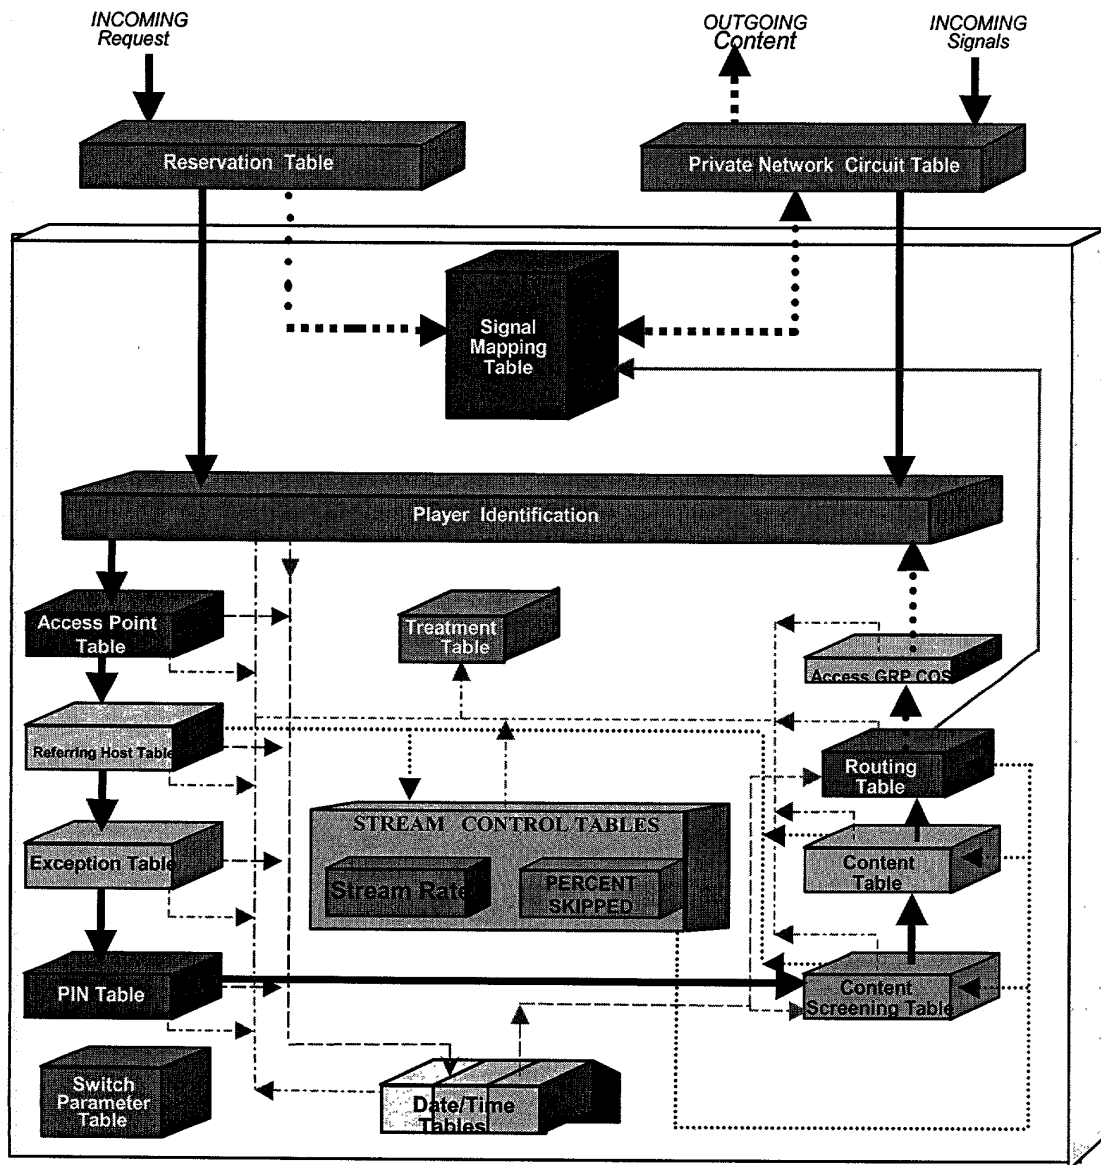 INCOMING
Request
OUTGOING
Content
INCOMING
Signals
Reservation Table
Private Network Circuit Table
Signal
Mapping
Table
Player Identification
Access Point
Table
Treatment
Table
Access GRP COS
Referring Host Table
Routing
Table
STREAM CONTROL TABLES
Exception Table
Stream Rate
PERCENT
SKIPPED
Content
Table
PIN Table
Content
Screening Table
Switch
Parameter
Table
Date/Time
Tables